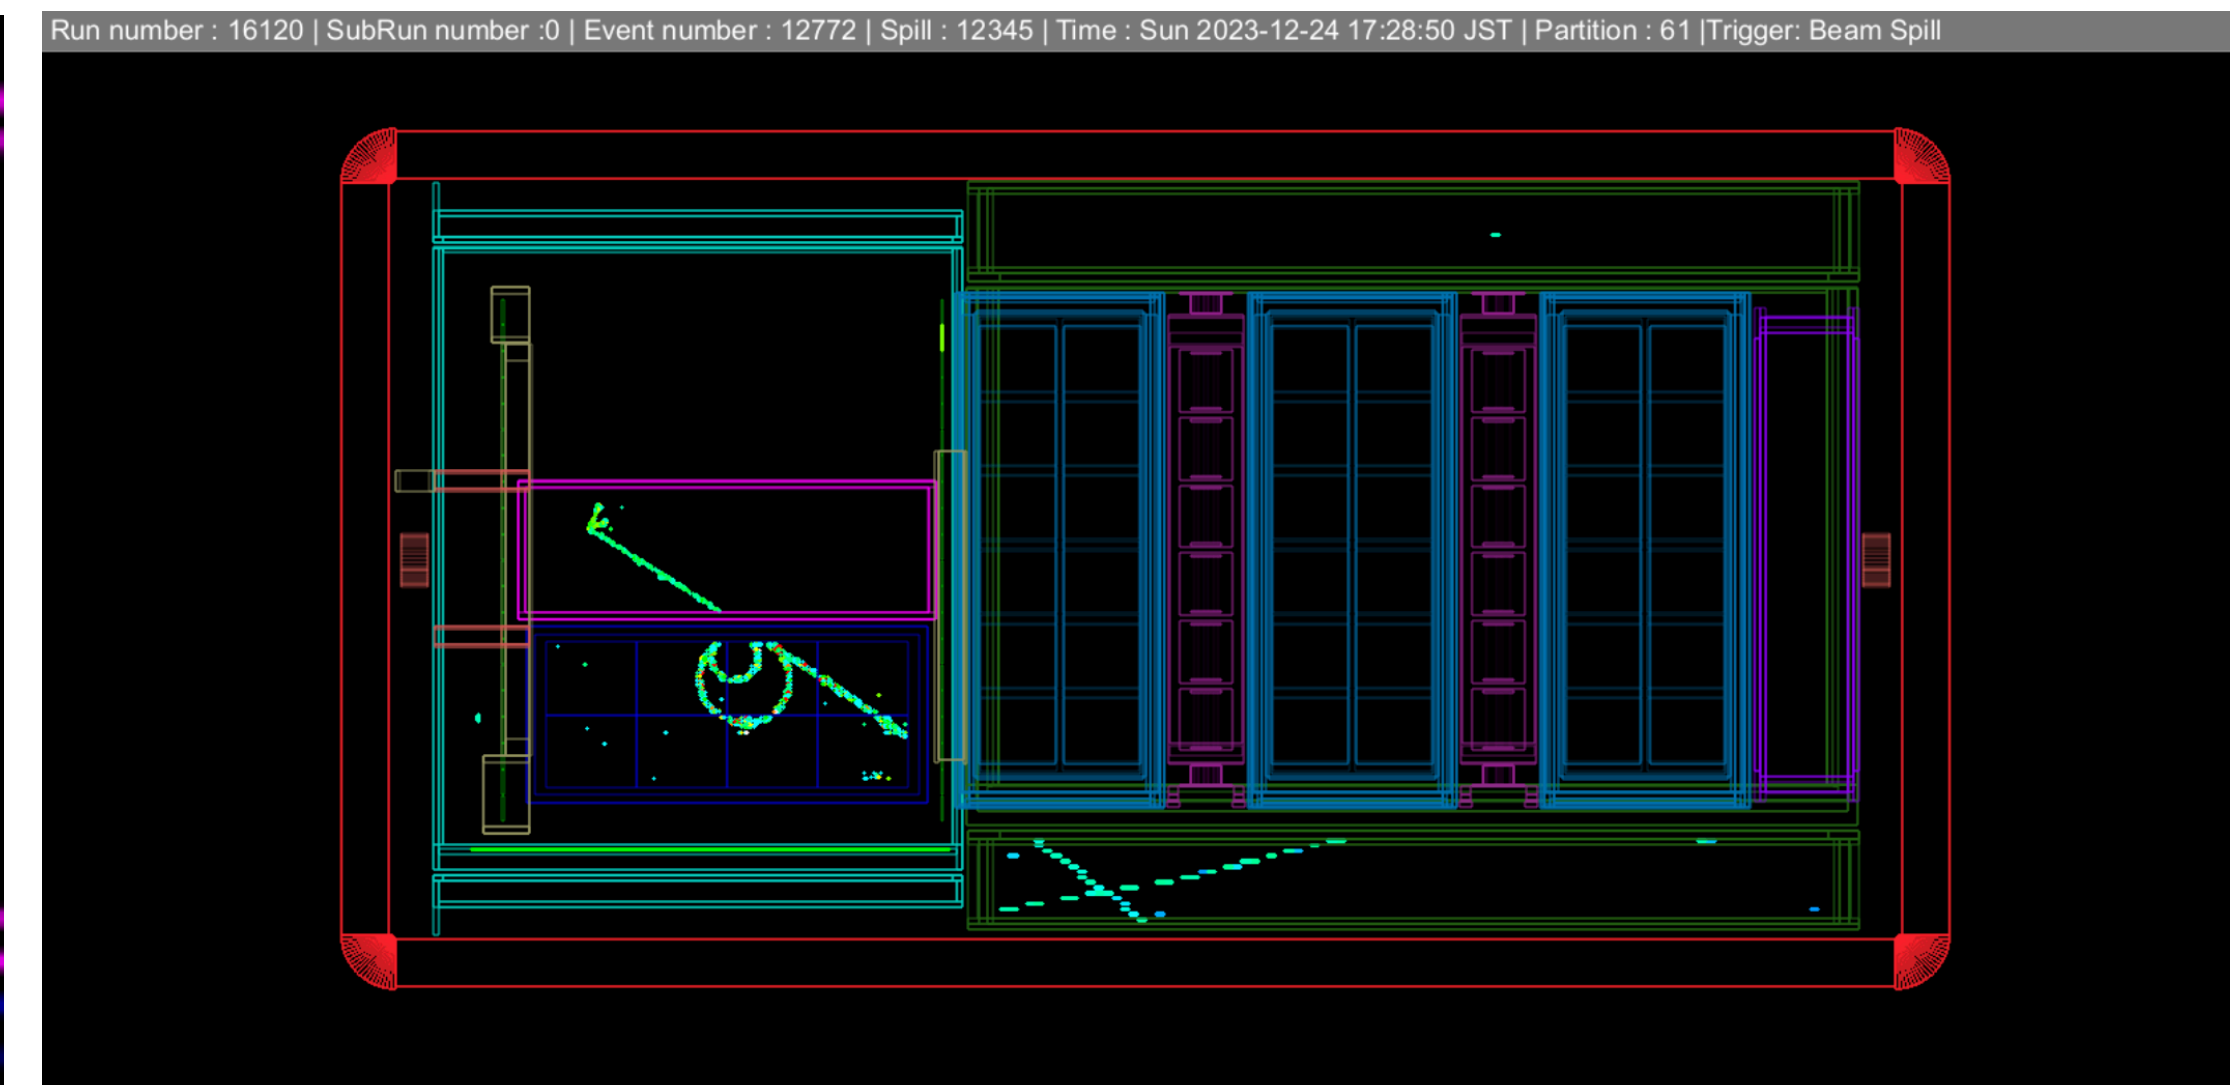 Run number : 16120 | SubRun number :0 | Event number : 12772 | Spill : 12345 | Time : Sun 2023-12-24 17:28:50 JST | Partition : 61 |Trigger: Beam Spill